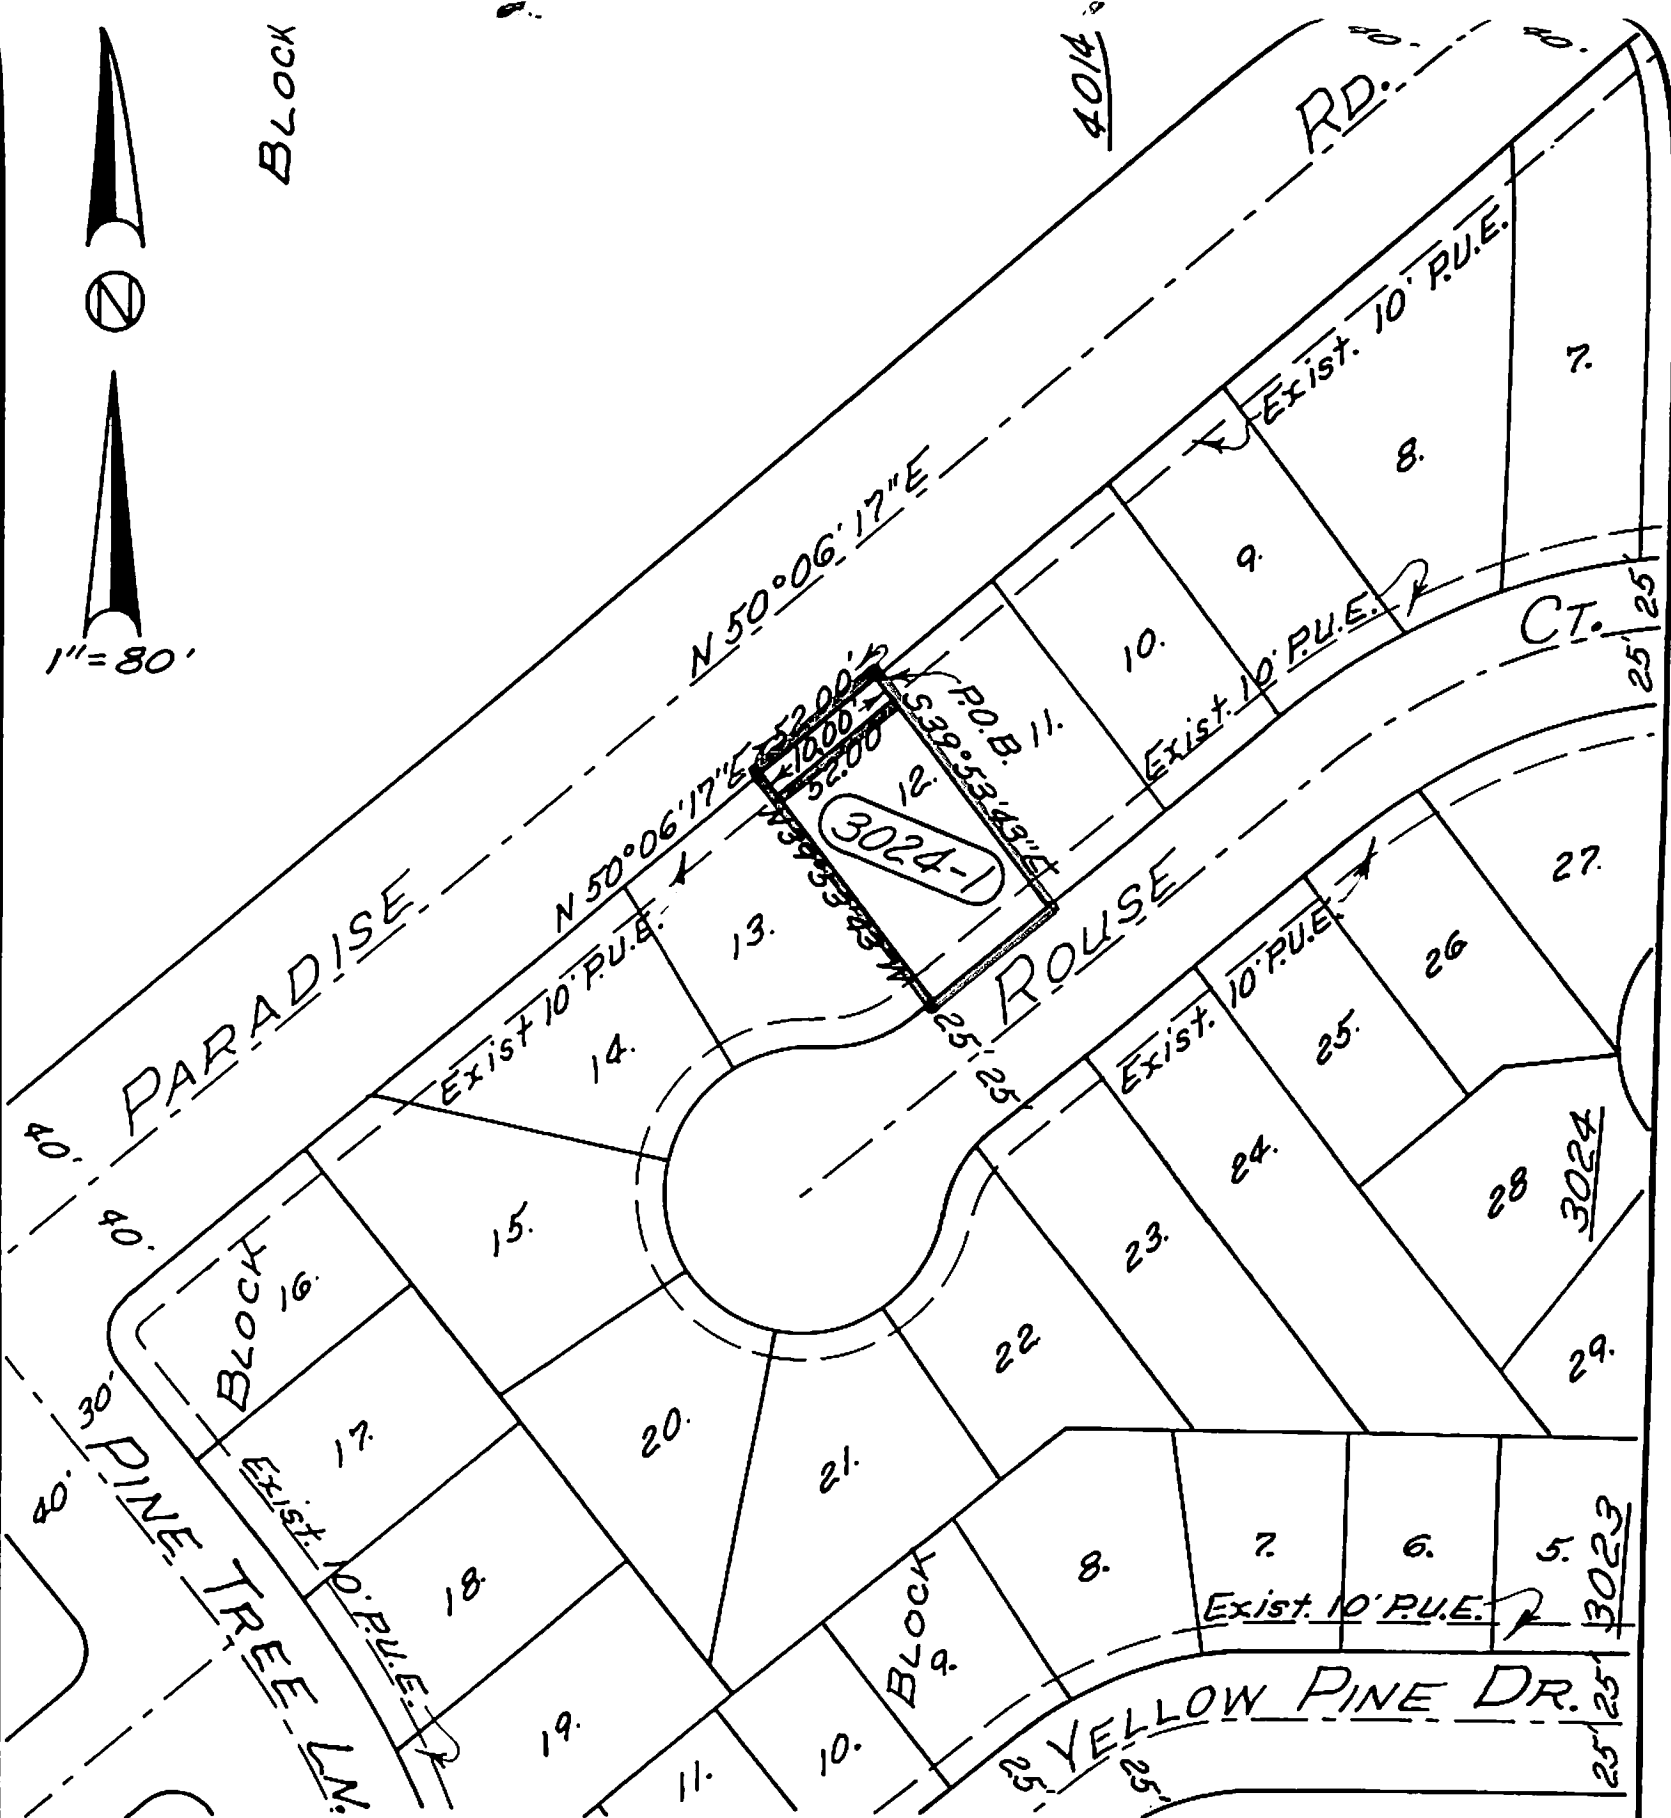 BLOCK
4014
40'
40'
RD.
N
1"=80'
Exist. 10' P.U.E.
7.
8.
9.
10.
11.
N 50°06'17"E
52.00'
10.00'
52.00'
P.O.B.
S39°53'43"E
12.
3024-1
N39°53'43"W
N 50°06'17"E
Exist. 10' P.U.E.
CT.
25'
25'
PARADISE
13.
14.
Exist 10' P.U.E.
ROUSE
25'
25'
27.
26
25.
Exist. 10' P.U.E.
24.
28
3024
23.
22
29.
40'
40'
15.
16.
BLOCK
17.
30'
40'
PINE TREE LN.
Exist. 10' P.U.E.
18.
19.
20.
21.
8.
7.
6.
5.
3023
Exist. 10' P.U.E.
BLOCK
9.
10.
11.
YELLOW PINE DR.
25'
25'
25'
25'